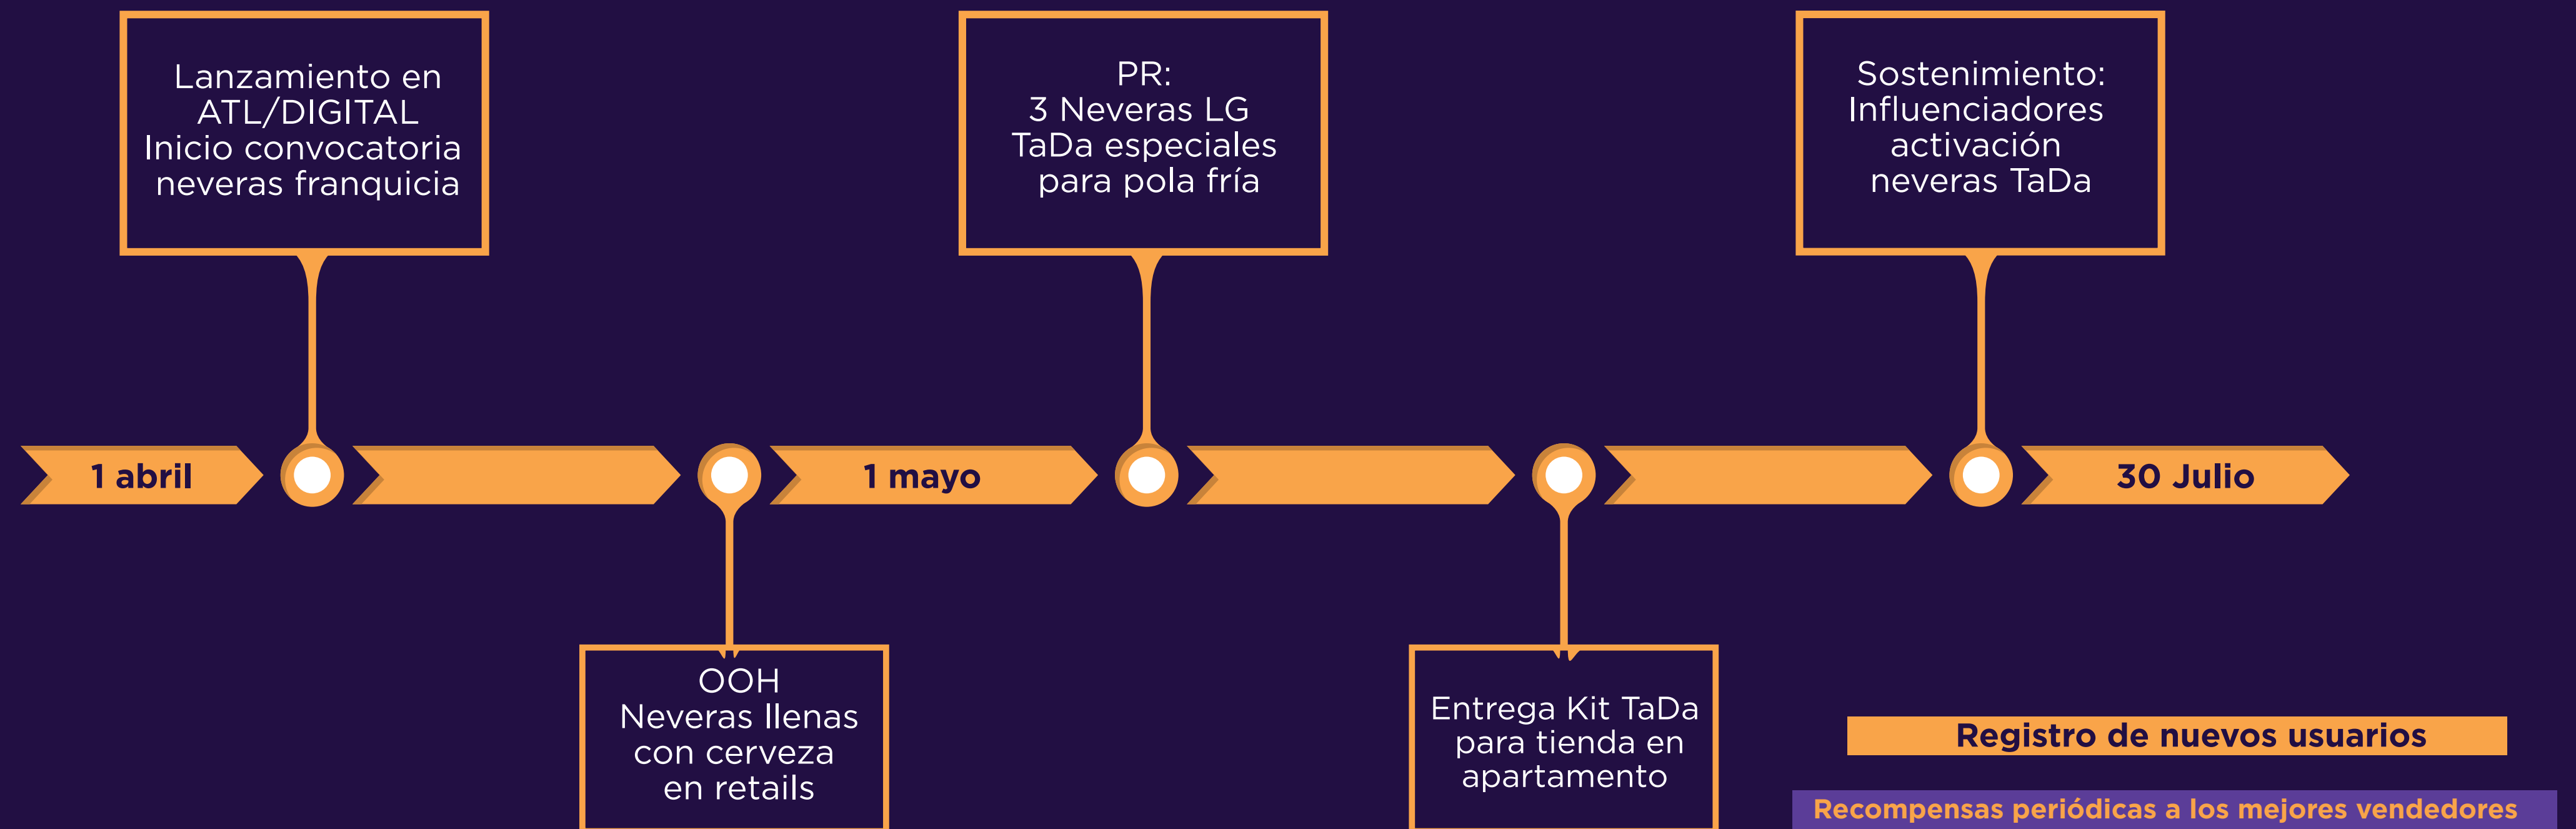 Lanzamiento en
ATL/DIGITAL
Inicio convocatoria
neveras franquicia
PR:
3 Neveras LG
TaDa especiales
para pola fría
Sostenimiento:
Influenciadores
activación
neveras TaDa
1 abril
1 mayo
30 Julio
OOH
Neveras llenas
con cerveza
en retails
Entrega Kit TaDa
para tienda en
apartamento
Registro de nuevos usuarios
Recompensas periódicas a los mejores vendedores